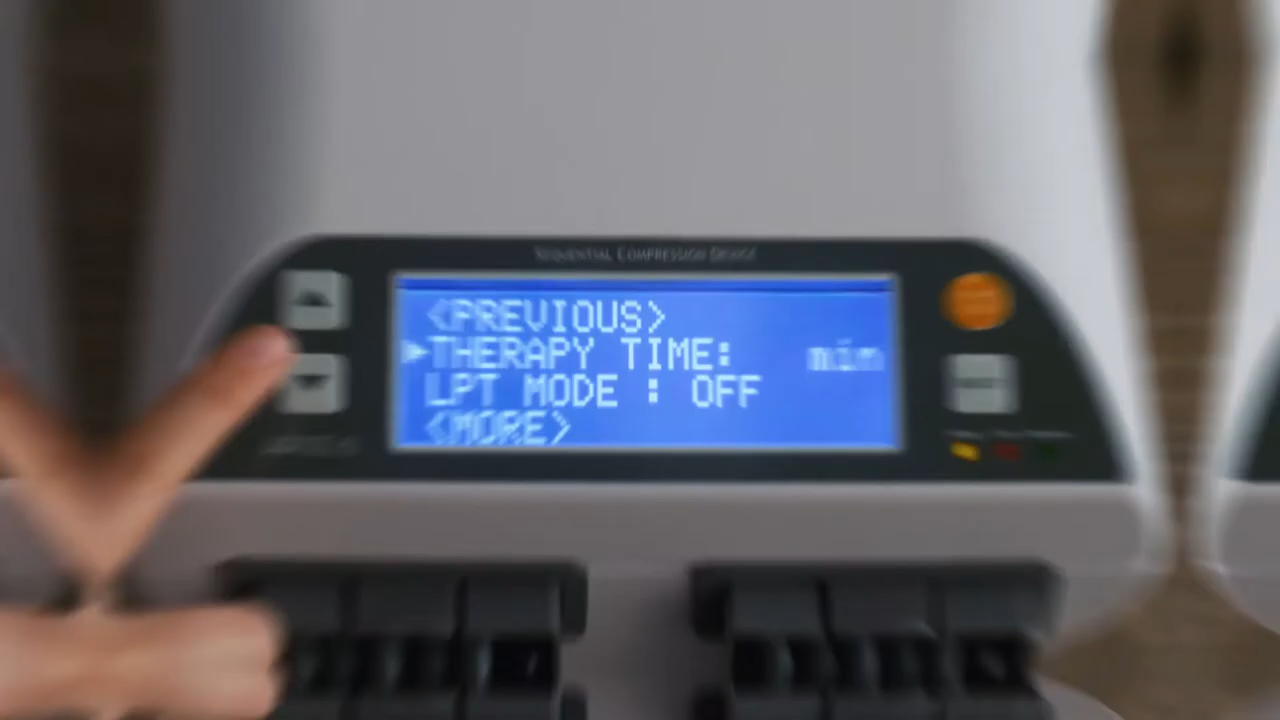 SEQUENTIAL COMPRESSION DEVICE
<PREVIOUS>
▶THERAPY TIME: min
LPT MODE : OFF
<MORE>